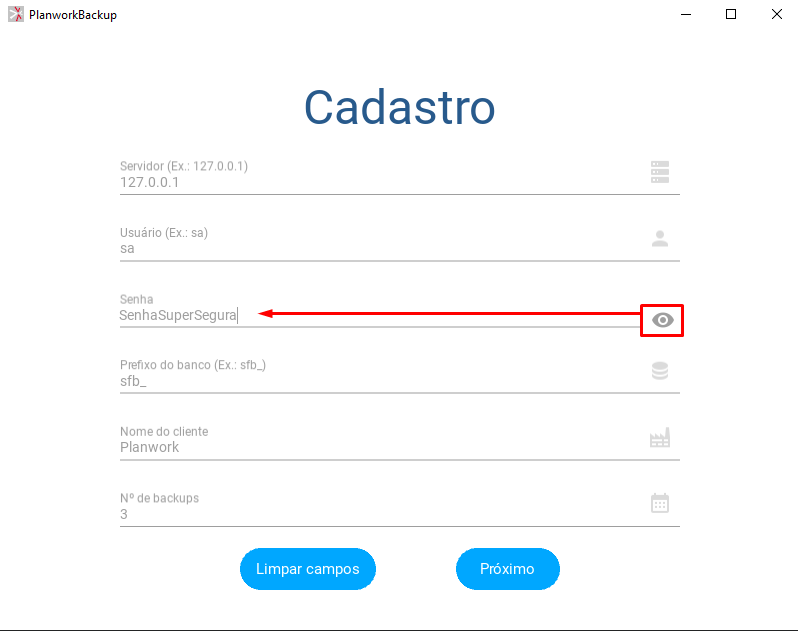 PlanworkBackup
Cadastro
Servidor (Ex.: 127.0.0.1)
127.0.0.1
Usuário (Ex.: sa)
sa
Senha
SenhaSuperSegura
Prefixo do banco (Ex.: sfb_)
sfb_
Nome do cliente
Planwork
Nº de backups
3
Limpar campos
Próximo